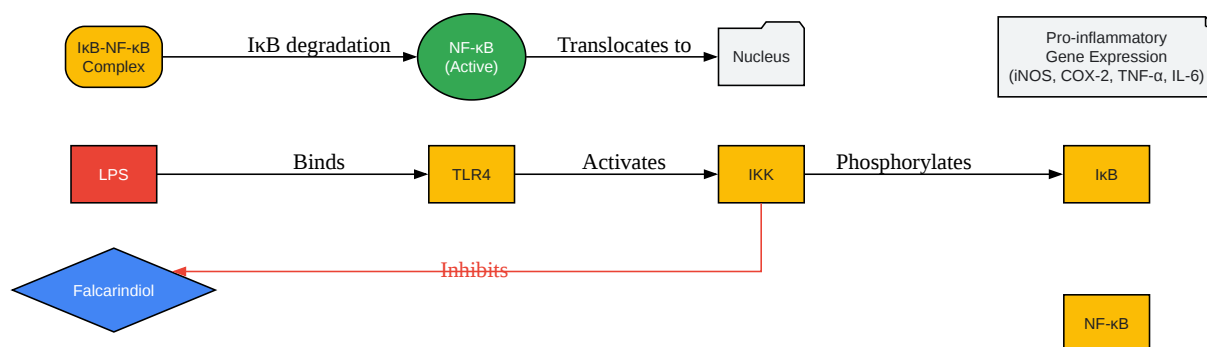 IκB-NF-κB
Complex
IκB degradation
NF-κB
(Active)
Translocates to
Nucleus
Pro-inflammatory
Gene Expression
(iNOS, COX-2, TNF-α, IL-6)
LPS
Binds
TLR4
Activates
IKK
Phosphorylates
IκB
Inhibits
Falcarindiol
NF-κB